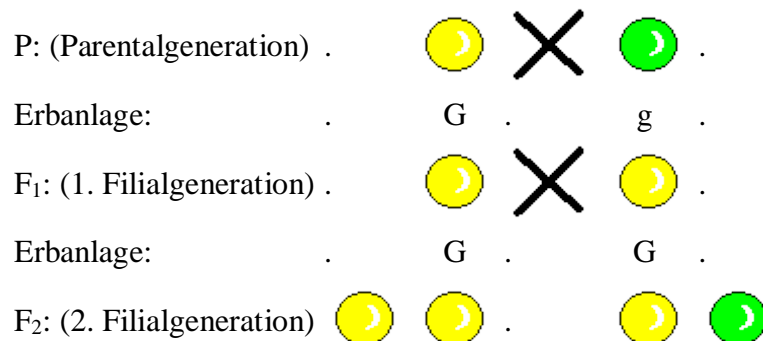 P: (Parentalgeneration) . .
Erbanlage: . G . g .
F₁: (1. Filialgeneration) . .
Erbanlage: . G . G .
F₂: (2. Filialgeneration) .